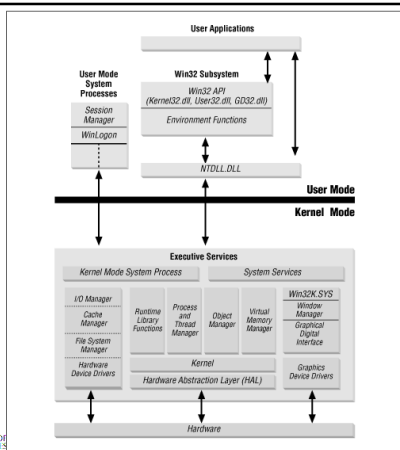 User Applications
User Mode
System
Processes
Session
Manager
WinLogon
Win32 Subsystem
Win32 API
(Kernel32.dll, User32.dll, GD32.dll)
Environment Functions
NTDLL.DLL
User Mode
Kernel Mode
Executive Services
Kernel Mode System Process
System Services
I/O Manager
Cache
Manager
File System
Manager
Hardware
Device Drivers
Runtime
Library
Functions
Process
and
Thread
Manager
Object
Manager
Virtual
Memory
Manager
Win32K.SYS
Window
Manager
Graphical
Digital
Interface
Graphics
Device Drivers
Kernel
Hardware Abstraction Layer (HAL)
Hardware